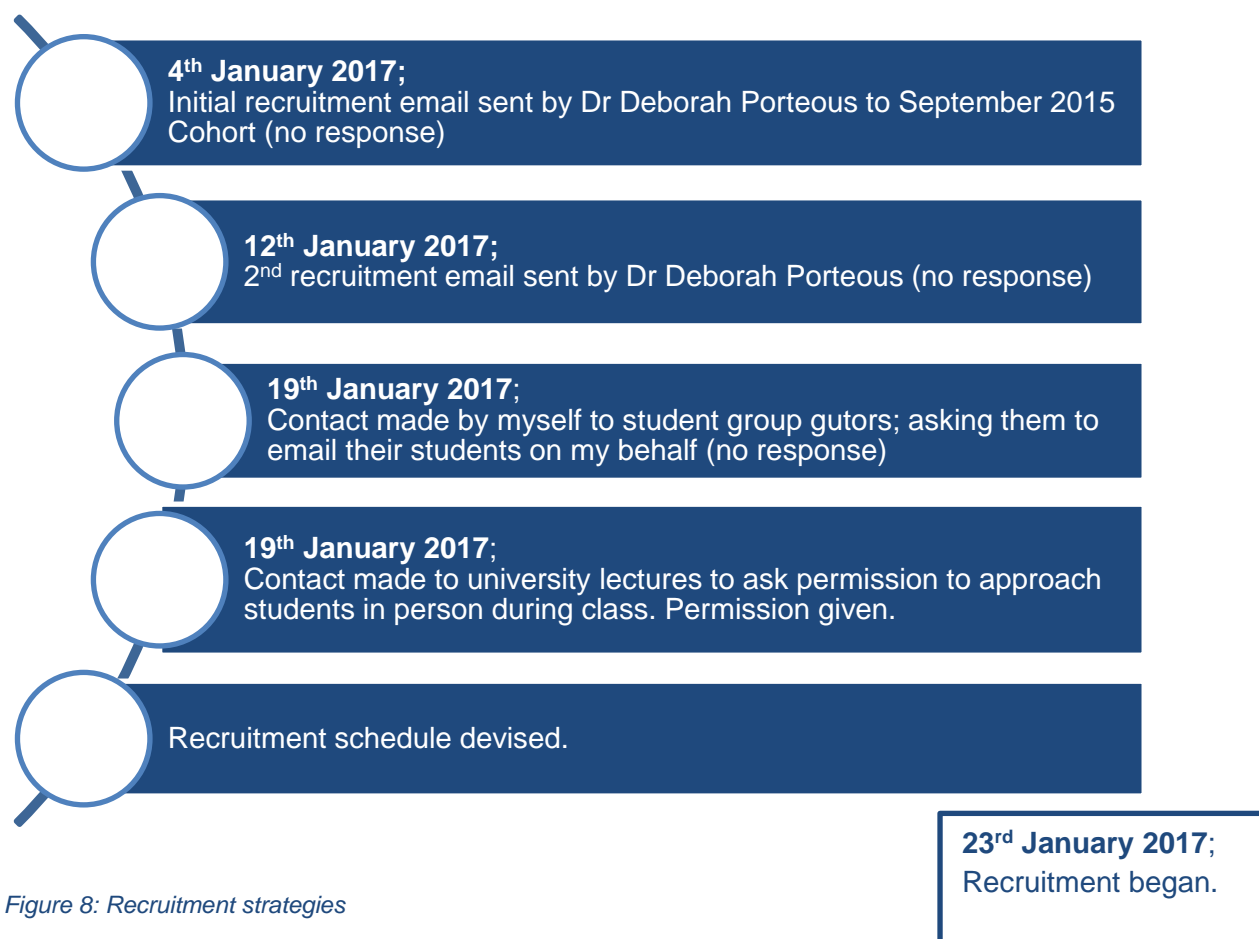 4th January 2017;
Initial recruitment email sent by Dr Deborah Porteous to September 2015
Cohort (no response)
12th January 2017;
2nd recruitment email sent by Dr Deborah Porteous (no response)
19th January 2017;
Contact made by myself to student group gutors; asking them to
email their students on my behalf (no response)
19th January 2017;
Contact made to university lectures to ask permission to approach
students in person during class. Permission given.
Recruitment schedule devised.
23rd January 2017;
Recruitment began.
Figure 8: Recruitment strategies